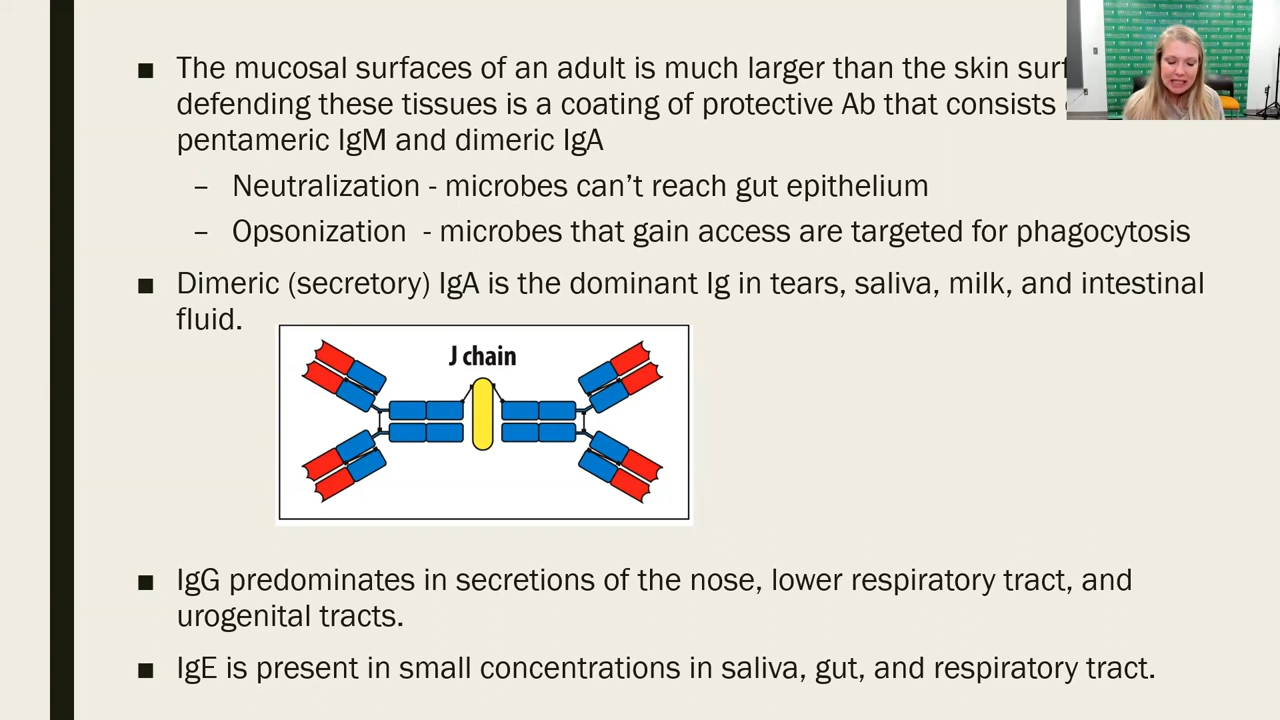 ■ The mucosal surfaces of an adult is much larger than the skin
defending these tissues is a coating of protective Ab that consists
pentameric IgM and dimeric IgA
– Neutralization - microbes can’t reach gut epithelium
– Opsonization - microbes that gain access are targeted for phagocytosis
■ Dimeric (secretory) IgA is the dominant Ig in tears, saliva, milk, and intestinal
fluid.
J chain
■ IgG predominates in secretions of the nose, lower respiratory tract, and
urogenital tracts.
■ IgE is present in small concentrations in saliva, gut, and respiratory tract.